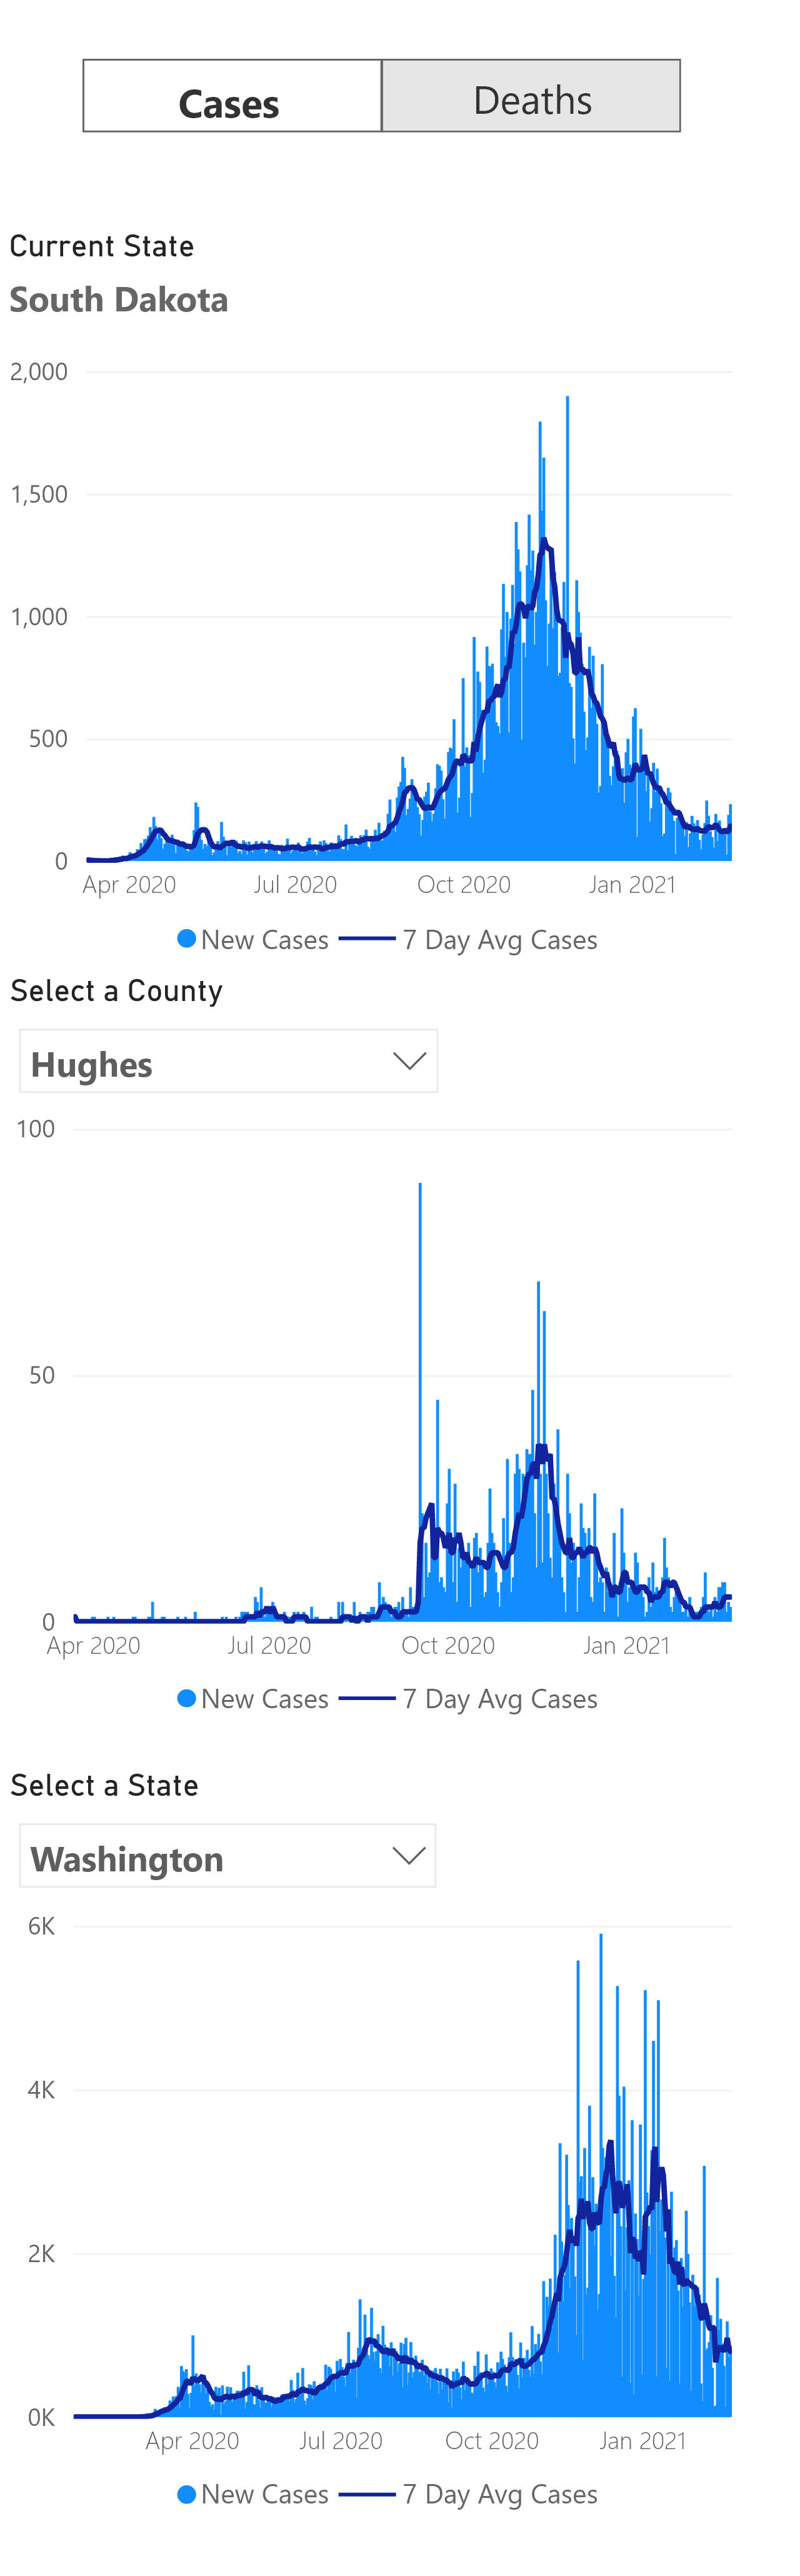 Cases Deaths
Current State
South Dakota
2,000
1,500
1,000
500
0
Apr 2020 Jul 2020 Oct 2020 Jan 2021
New Cases 7 Day Avg Cases
Select a County
Hughes
100
50
0
Apr 2020 Jul 2020 Oct 2020 Jan 2021
New Cases 7 Day Avg Cases
Select a State
Washington
6K
4K
2K
0K
Apr 2020 Jul 2020 Oct 2020 Jan 2021
New Cases 7 Day Avg Cases